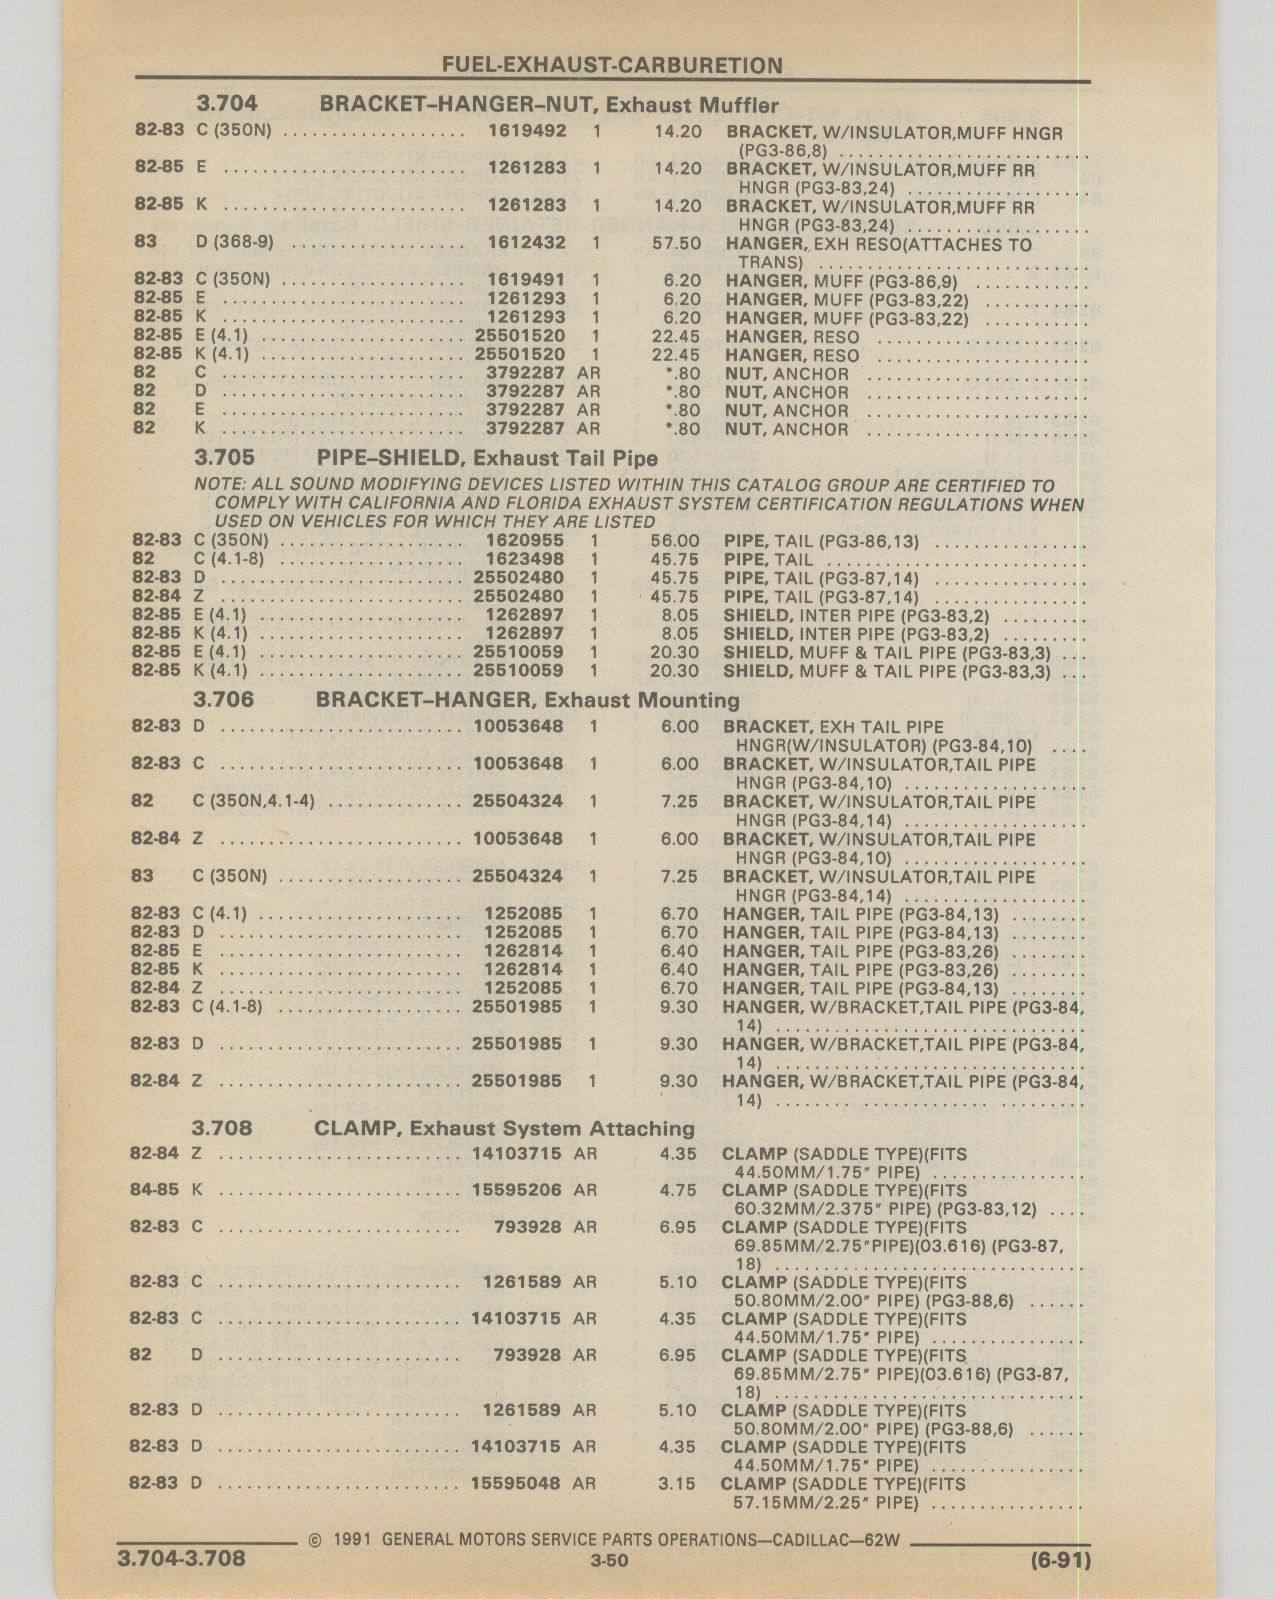 FUEL-EXHAUST-CARBURETION
3.704 BRACKET–HANGER–NUT, Exhaust Muffler
82-83 C (350N) .................. 1619492 1 14.20 BRACKET, W/INSULATOR,MUFF HNGR
(PG3-86,8) .........................
82-85 E ........................ 1261283 1 14.20 BRACKET, W/INSULATOR,MUFF RR
HNGR (PG3-83,24) ..................
82-85 K ........................ 1261283 1 14.20 BRACKET, W/INSULATOR,MUFF RR
HNGR (PG3-83,24) ..................
83 D (368-9) ................. 1612432 1 57.50 HANGER, EXH RESO(ATTACHES TO
TRANS) ...........................
82-83 C (350N) .................. 1619491 1 6.20 HANGER, MUFF (PG3-86,9) ............
82-85 E ........................ 1261293 1 6.20 HANGER, MUFF (PG3-83,22) ...........
82-85 K ........................ 1261293 1 6.20 HANGER, MUFF (PG3-83,22) ...........
82-85 E (4.1) .................... 25501520 1 22.45 HANGER, RESO .....................
82-85 K (4.1) .................... 25501520 1 22.45 HANGER, RESO .....................
82 C ........................ 3792287 AR *.80 NUT, ANCHOR ......................
82 D ........................ 3792287 AR *.80 NUT, ANCHOR ......................
82 E ........................ 3792287 AR *.80 NUT, ANCHOR ......................
82 K ........................ 3792287 AR *.80 NUT, ANCHOR ......................
3.705 PIPE–SHIELD, Exhaust Tail Pipe
NOTE: ALL SOUND MODIFYING DEVICES LISTED WITHIN THIS CATALOG GROUP ARE CERTIFIED TO
COMPLY WITH CALIFORNIA AND FLORIDA EXHAUST SYSTEM CERTIFICATION REGULATIONS WHEN
USED ON VEHICLES FOR WHICH THEY ARE LISTED
82-83 C (350N) .................. 1620955 1 56.00 PIPE, TAIL (PG3-86,13) ...............
82 C (4.1-8) .................. 1623498 1 45.75 PIPE, TAIL ..........................
82-83 D ........................ 25502480 1 45.75 PIPE, TAIL (PG3-87,14) ...............
82-84 Z ........................ 25502480 1 45.75 PIPE, TAIL (PG3-87,14) ...............
82-85 E (4.1) .................... 1262897 1 8.05 SHIELD, INTER PIPE (PG3-83,2) .........
82-85 K (4.1) .................... 1262897 1 8.05 SHIELD, INTER PIPE (PG3-83,2) .........
82-85 E (4.1) .................... 25510059 1 20.30 SHIELD, MUFF & TAIL PIPE (PG3-83,3) ...
82-85 K (4.1) .................... 25510059 1 20.30 SHIELD, MUFF & TAIL PIPE (PG3-83,3) ...
3.706 BRACKET–HANGER, Exhaust Mounting
82-83 D ........................ 10053648 1 6.00 BRACKET, EXH TAIL PIPE
HNGR(W/INSULATOR) (PG3-84,10) ....
82-83 C ........................ 10053648 1 6.00 BRACKET, W/INSULATOR,TAIL PIPE
HNGR (PG3-84,10) ..................
82 C (350N,4.1-4) .............. 25504324 1 7.25 BRACKET, W/INSULATOR,TAIL PIPE
HNGR (PG3-84,14) ..................
82-84 Z ........................ 10053648 1 6.00 BRACKET, W/INSULATOR,TAIL PIPE
HNGR (PG3-84,10) ..................
83 C (350N) .................. 25504324 1 7.25 BRACKET, W/INSULATOR,TAIL PIPE
HNGR (PG3-84,14) ..................
82-83 C (4.1) .................... 1252085 1 6.70 HANGER, TAIL PIPE (PG3-84,13) ........
82-83 D ........................ 1252085 1 6.70 HANGER, TAIL PIPE (PG3-84,13) ........
82-85 E ........................ 1262814 1 6.40 HANGER, TAIL PIPE (PG3-83,26) ........
82-85 K ........................ 1262814 1 6.40 HANGER, TAIL PIPE (PG3-83,26) ........
82-84 Z ........................ 1252085 1 6.70 HANGER, TAIL PIPE (PG3-84,13) ........
82-83 C (4.1-8) .................. 25501985 1 9.30 HANGER, W/BRACKET,TAIL PIPE (PG3-84,
14) ...............................
82-83 D ........................ 25501985 1 9.30 HANGER, W/BRACKET,TAIL PIPE (PG3-84,
14) ...............................
82-84 Z ........................ 25501985 1 9.30 HANGER, W/BRACKET,TAIL PIPE (PG3-84,
14) ........ ............. .........
3.708 CLAMP, Exhaust System Attaching
82-84 Z ........................ 14103715 AR 4.35 CLAMP (SADDLE TYPE)(FITS
44.50MM/1.75" PIPE) ...............
84-85 K ........................ 15595206 AR 4.75 CLAMP (SADDLE TYPE)(FITS
60.32MM/2.375" PIPE) (PG3-83,12) ....
82-83 C ........................ 793928 AR 6.95 CLAMP (SADDLE TYPE)(FITS
69.85MM/2.75"PIPE)(03.616) (PG3-87,
18) ...............................
82-83 C ........................ 1261589 AR 5.10 CLAMP (SADDLE TYPE)(FITS
50.80MM/2.00" PIPE) (PG3-88,6) ......
82-83 C ........................ 14103715 AR 4.35 CLAMP (SADDLE TYPE)(FITS
44.50MM/1.75" PIPE) ...............
82 D ........................ 793928 AR 6.95 CLAMP (SADDLE TYPE)(FITS
69.85MM/2.75" PIPE)(03.616) (PG3-87,
18) ...............................
82-83 D ........................ 1261589 AR 5.10 CLAMP (SADDLE TYPE)(FITS
50.80MM/2.00" PIPE) (PG3-88,6) ......
82-83 D ........................ 14103715 AR 4.35 CLAMP (SADDLE TYPE)(FITS
44.50MM/1.75" PIPE) ...............
82-83 D ........................ 15595048 AR 3.15 CLAMP (SADDLE TYPE)(FITS
57.15MM/2.25" PIPE) ...............
© 1991 GENERAL MOTORS SERVICE PARTS OPERATIONS—CADILLAC—62W
3.704-3.708 3-50 (6-91)